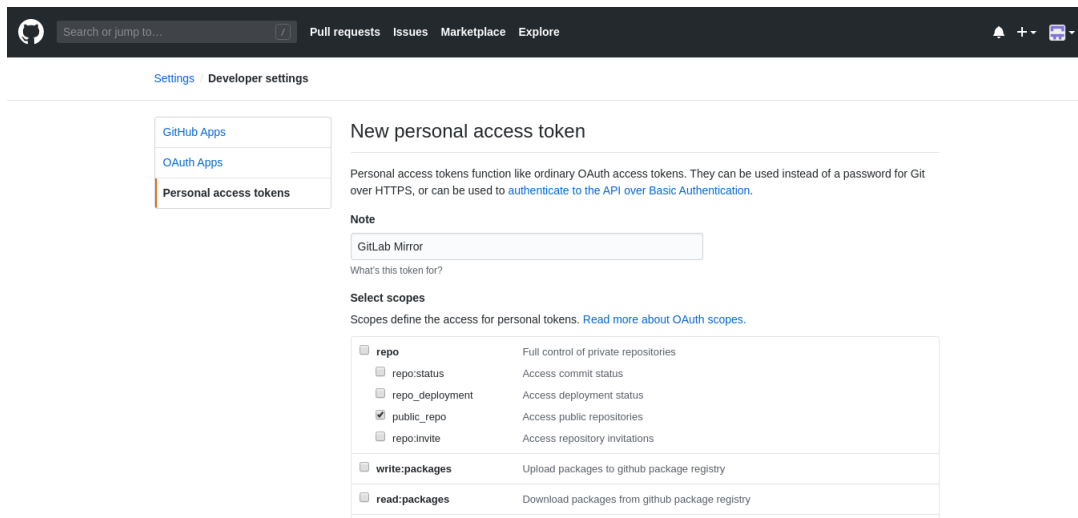 Search or jump to… /
Pull requests Issues Marketplace Explore
Settings / Developer settings
GitHub Apps
OAuth Apps
Personal access tokens
New personal access token
Personal access tokens function like ordinary OAuth access tokens. They can be used instead of a password for Git
over HTTPS, or can be used to authenticate to the API over Basic Authentication.
Note
GitLab Mirror
What's this token for?
Select scopes
Scopes define the access for personal tokens. Read more about OAuth scopes.
repo Full control of private repositories
repo:status Access commit status
repo_deployment Access deployment status
public_repo Access public repositories
repo:invite Access repository invitations
write:packages Upload packages to github package registry
read:packages Download packages from github package registry